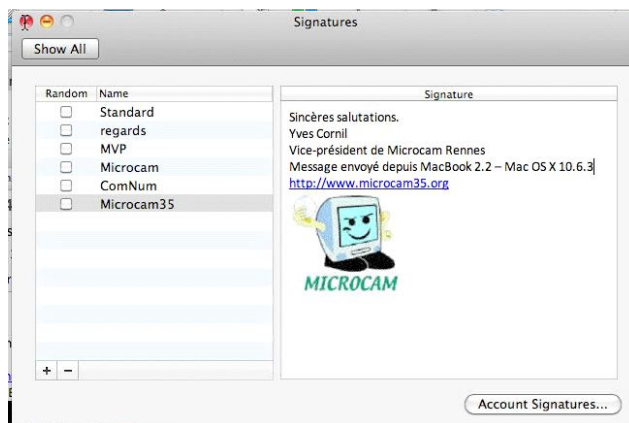 Signatures
Show All
Random Name
Standard
regards
MVP
Microcam
ComNum
Microcam35
Signature
Sincères salutations.
Yves Cornil
Vice-président de Microcam Rennes
Message envoyé depuis MacBook 2.2 – Mac OS X 10.6.3
http://www.microcam35.org
MICROCAM
+ −
Account Signatures...